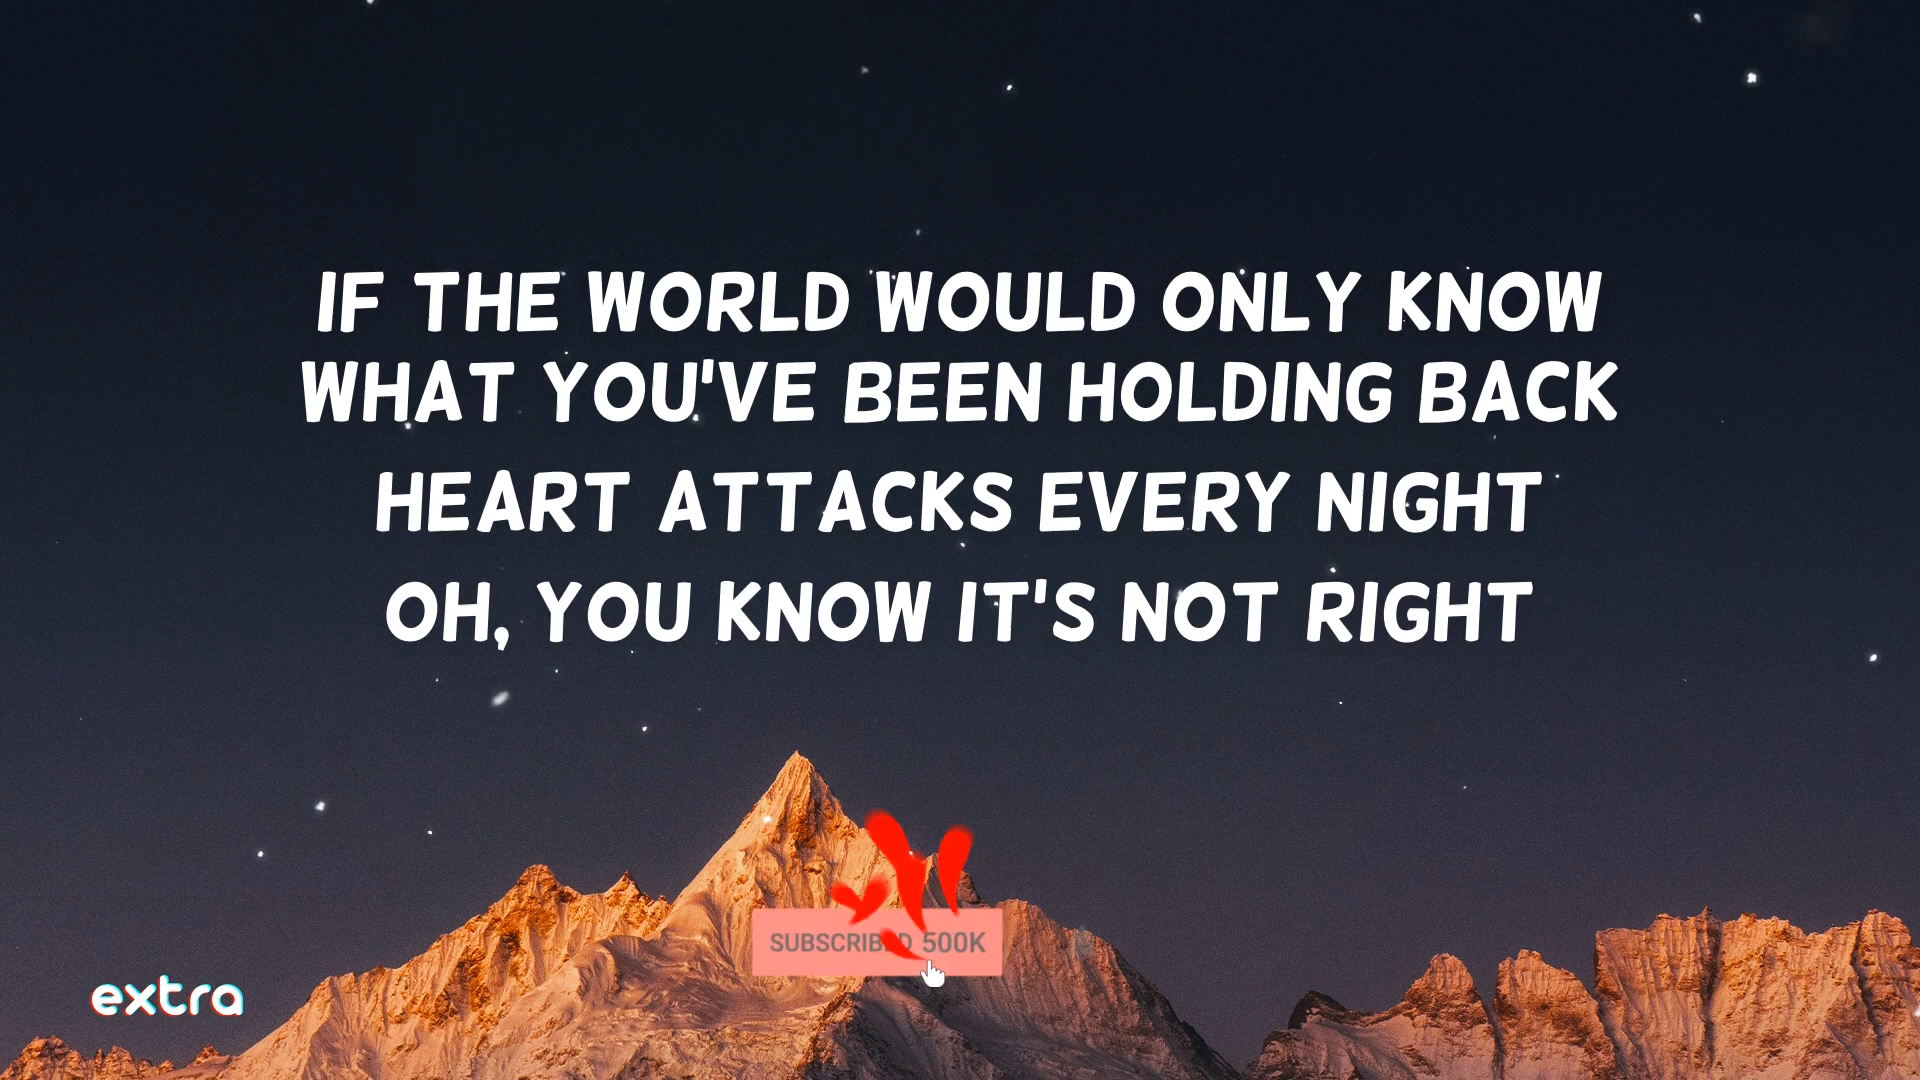 IF THE WORLD WOULD ONLY KNOW
WHAT YOU'VE BEEN HOLDING BACK
HEART ATTACKS EVERY NIGHT
OH, YOU KNOW IT'S NOT RIGHT
SUBSCRIBED 500K
extra